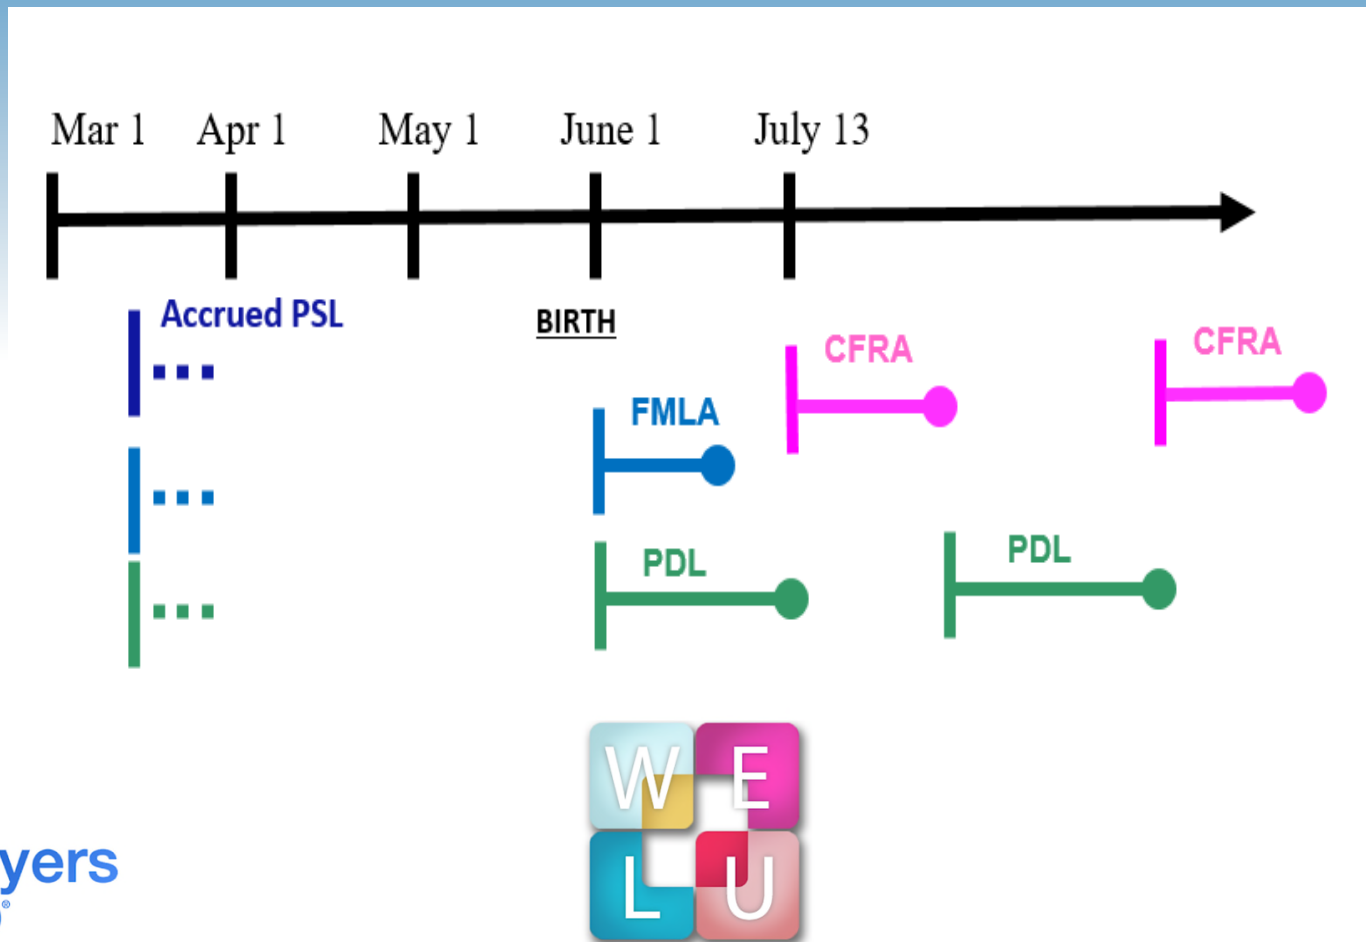 Mar 1 Apr 1 May 1 June 1 July 13
Accrued PSL
BIRTH
CFRA
CFRA
FMLA
PDL
PDL
W E
L U
yers
®